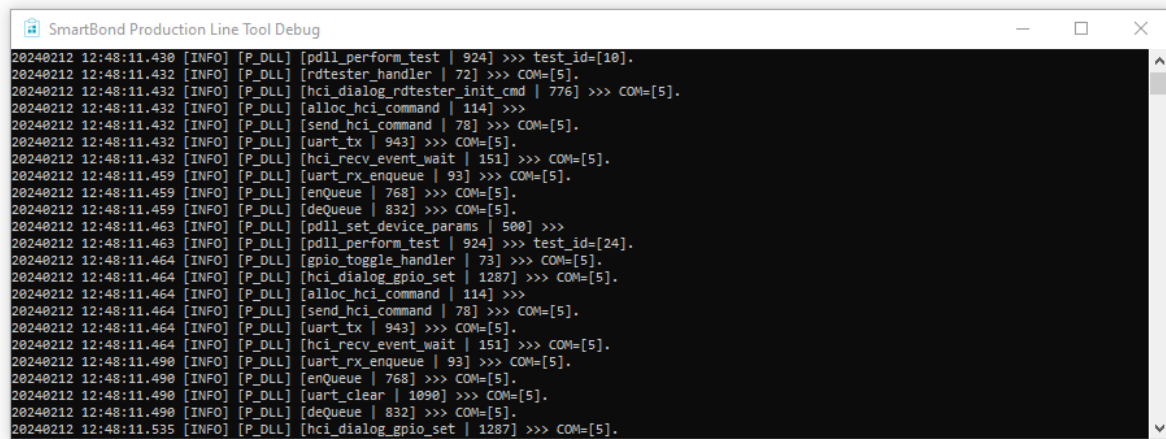 SmartBond Production Line Tool Debug
20240212 12:48:11.430 [INFO] [P_DLL] [pdll_perform_test | 924] >>> test_id=[10].
20240212 12:48:11.432 [INFO] [P_DLL] [rdtester_handler | 72] >>> COM=[5].
20240212 12:48:11.432 [INFO] [P_DLL] [hci_dialog_rdtester_init_cmd | 776] >>> COM=[5].
20240212 12:48:11.432 [INFO] [P_DLL] [alloc_hci_command | 114] >>>
20240212 12:48:11.432 [INFO] [P_DLL] [send_hci_command | 78] >>> COM=[5].
20240212 12:48:11.432 [INFO] [P_DLL] [uart_tx | 943] >>> COM=[5].
20240212 12:48:11.432 [INFO] [P_DLL] [hci_recv_event_wait | 151] >>> COM=[5].
20240212 12:48:11.459 [INFO] [P_DLL] [uart_rx_enqueue | 93] >>> COM=[5].
20240212 12:48:11.459 [INFO] [P_DLL] [enQueue | 768] >>> COM=[5].
20240212 12:48:11.459 [INFO] [P_DLL] [deQueue | 832] >>> COM=[5].
20240212 12:48:11.463 [INFO] [P_DLL] [pdll_set_device_params | 500] >>>
20240212 12:48:11.463 [INFO] [P_DLL] [pdll_perform_test | 924] >>> test_id=[24].
20240212 12:48:11.464 [INFO] [P_DLL] [gpio_toggle_handler | 73] >>> COM=[5].
20240212 12:48:11.464 [INFO] [P_DLL] [hci_dialog_gpio_set | 1287] >>> COM=[5].
20240212 12:48:11.464 [INFO] [P_DLL] [alloc_hci_command | 114] >>>
20240212 12:48:11.464 [INFO] [P_DLL] [send_hci_command | 78] >>> COM=[5].
20240212 12:48:11.464 [INFO] [P_DLL] [uart_tx | 943] >>> COM=[5].
20240212 12:48:11.464 [INFO] [P_DLL] [hci_recv_event_wait | 151] >>> COM=[5].
20240212 12:48:11.490 [INFO] [P_DLL] [uart_rx_enqueue | 93] >>> COM=[5].
20240212 12:48:11.490 [INFO] [P_DLL] [enQueue | 768] >>> COM=[5].
20240212 12:48:11.490 [INFO] [P_DLL] [uart_clear | 1090] >>> COM=[5].
20240212 12:48:11.490 [INFO] [P_DLL] [deQueue | 832] >>> COM=[5].
20240212 12:48:11.535 [INFO] [P_DLL] [hci_dialog_gpio_set | 1287] >>> COM=[5].